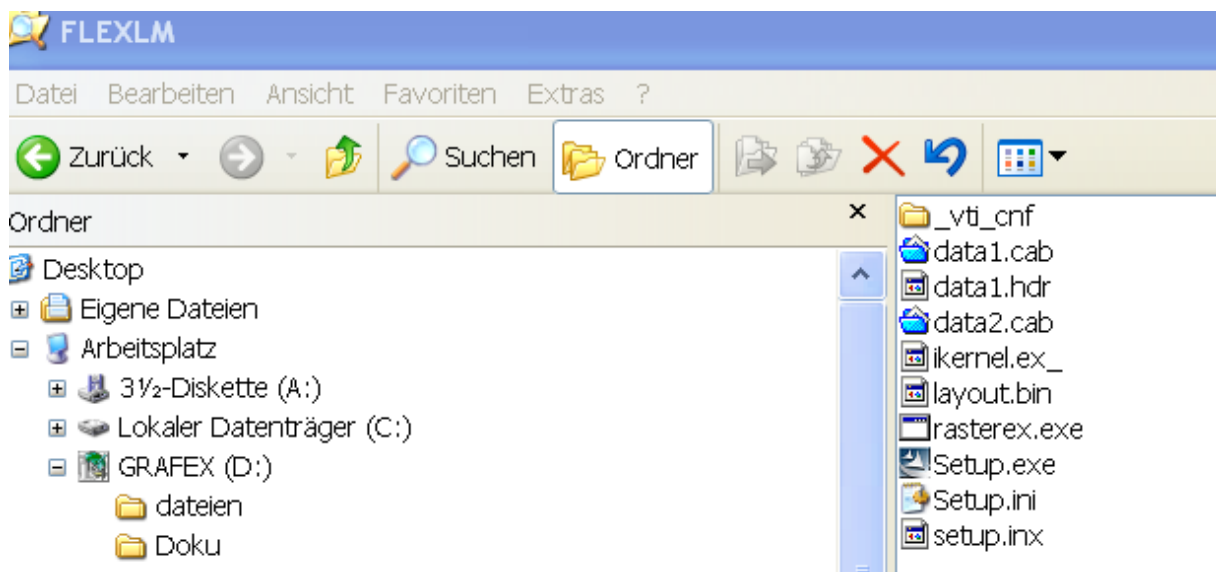 FLEXLM
Datei Bearbeiten Ansicht Favoriten Extras ?
Zurück Suchen Ordner
Ordner
Desktop
Eigene Dateien
Arbeitsplatz
3½-Diskette (A:)
Lokaler Datenträger (C:)
GRAFEX (D:)
dateien
Doku
_vti_cnf
data1.cab
data1.hdr
data2.cab
ikernel.ex_
layout.bin
rasterex.exe
Setup.exe
Setup.ini
setup.inx